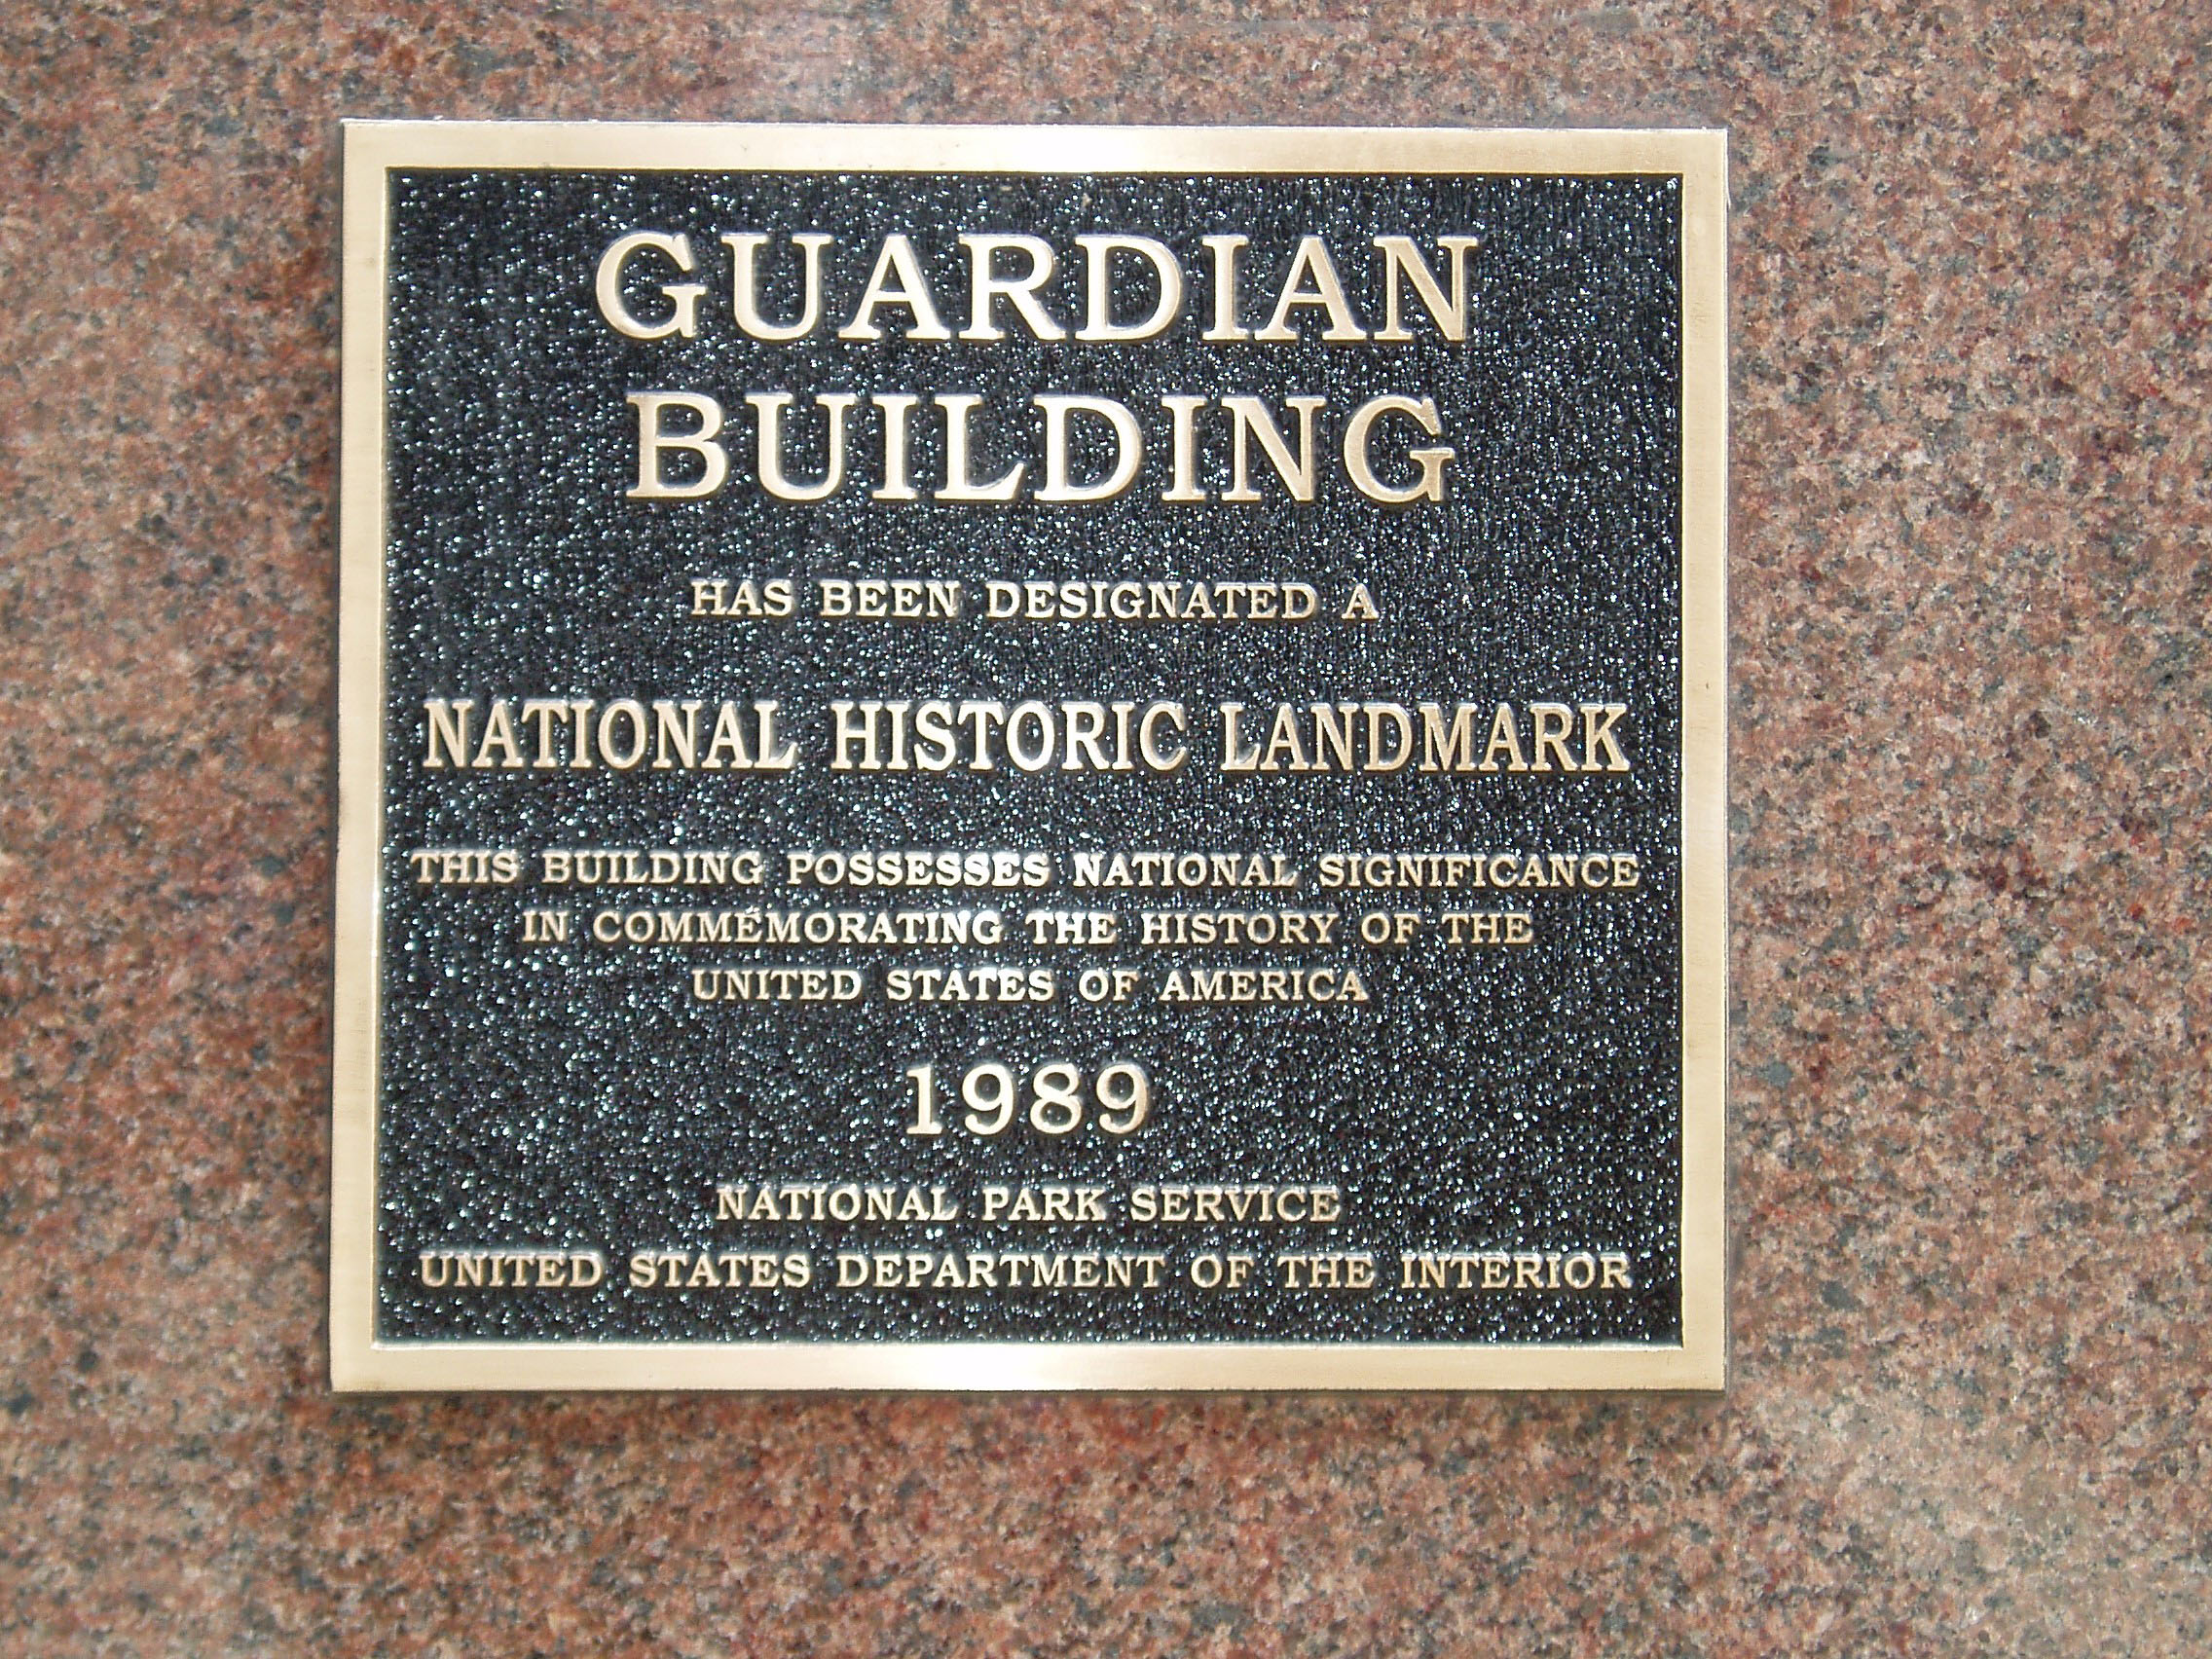 GUARDIAN
BUILDING
HAS BEEN DESIGNATED A
NATIONAL HISTORIC LANDMARK
THIS BUILDING POSSESSES NATIONAL SIGNIFICANCE
IN COMMEMORATING THE HISTORY OF THE
UNITED STATES OF AMERICA
1989
NATIONAL PARK SERVICE
UNITED STATES DEPARTMENT OF THE INTERIOR